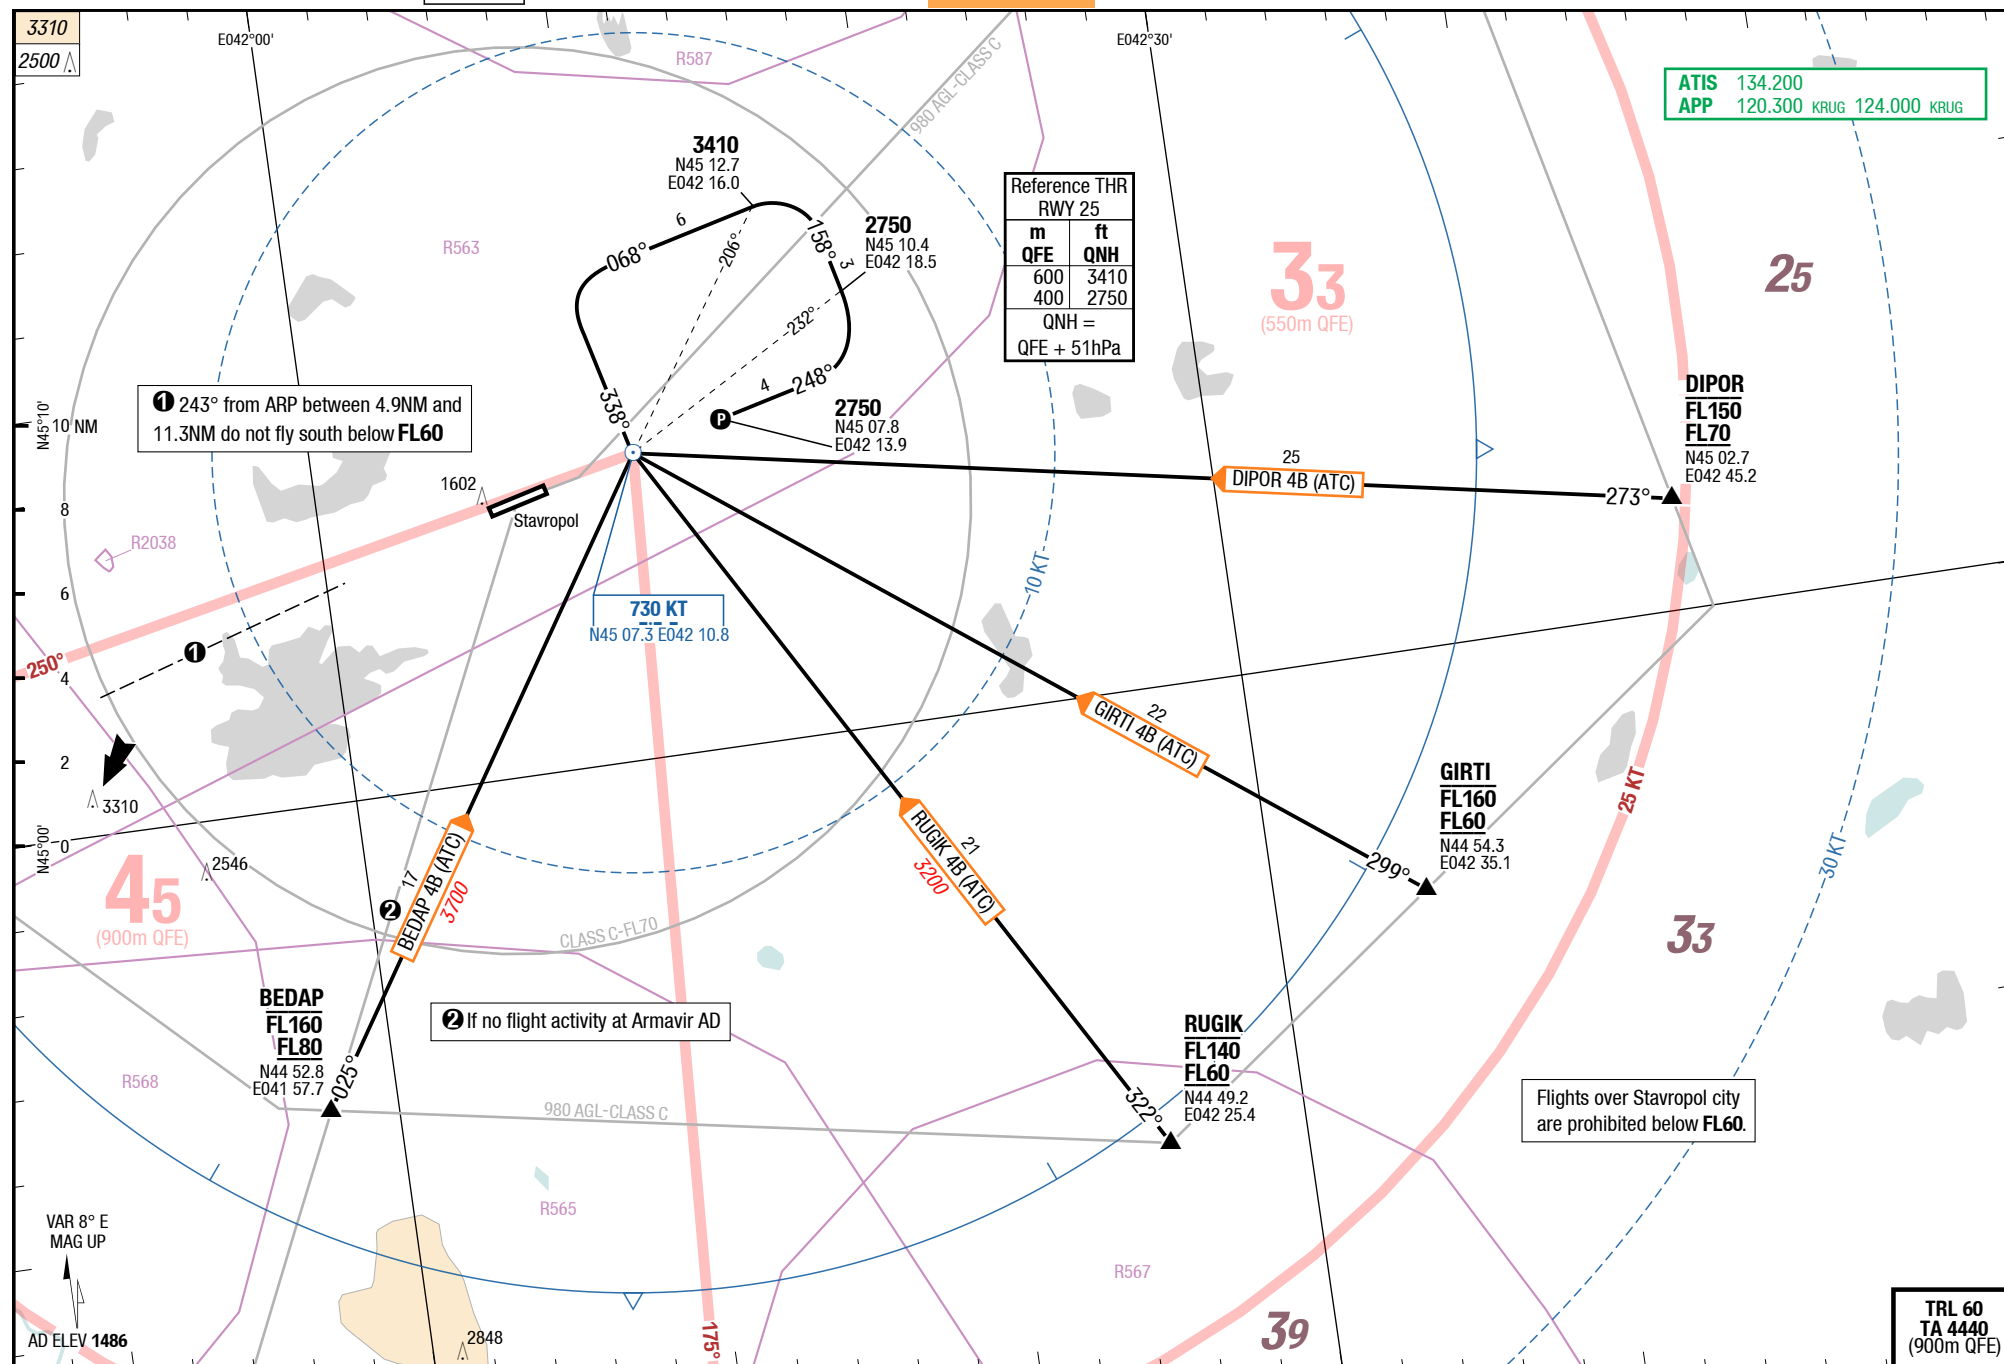 3310
2500
E042°00'
E042°30'
R587
980 AGL-CLASS C
ATIS 134.200
APP 120.300 KRUG 124.000 KRUG
3410
N45 12.7
E042 16.0
6
068°
206°
158°
3
2750
N45 10.4
E042 18.5
232°
R563
Reference THR
RWY 25
m ft
QFE QNH
600 3410
400 2750
QNH =
QFE + 51hPa
33
(550m QFE)
25
4
248°
P
338°
2750
N45 07.8
E042 13.9
1 243° from ARP between 4.9NM and
11.3NM do not fly south below FL60
N45°10'
10 NM
8
6
4
2
0
N45°00'
DIPOR
FL150
FL70
N45 02.7
E042 45.2
25
DIPOR 4B (ATC)
273°
1602
Stavropol
R2038
10 KT
730 KT
N45 07.3 E042 10.8
1
250°
3310
2546
45
(900m QFE)
22
GIRTI 4B (ATC)
299°
GIRTI
FL160
FL60
N44 54.3
E042 35.1
25 KT
30 KT
21
RUGIK 4B (ATC)
3200
322°
17
2
BEDAP 4B (ATC)
3700
025°
CLASS C-FL70
33
BEDAP
FL160
FL80
N44 52.8
E041 57.7
2 If no flight activity at Armavir AD
RUGIK
FL140
FL60
N44 49.2
E042 25.4
R568
980 AGL-CLASS C
Flights over Stavropol city
are prohibited below FL60.
R565
R567
VAR 8° E
MAG UP
AD ELEV 1486
2848
175°
39
TRL 60
TA 4440
(900m QFE)